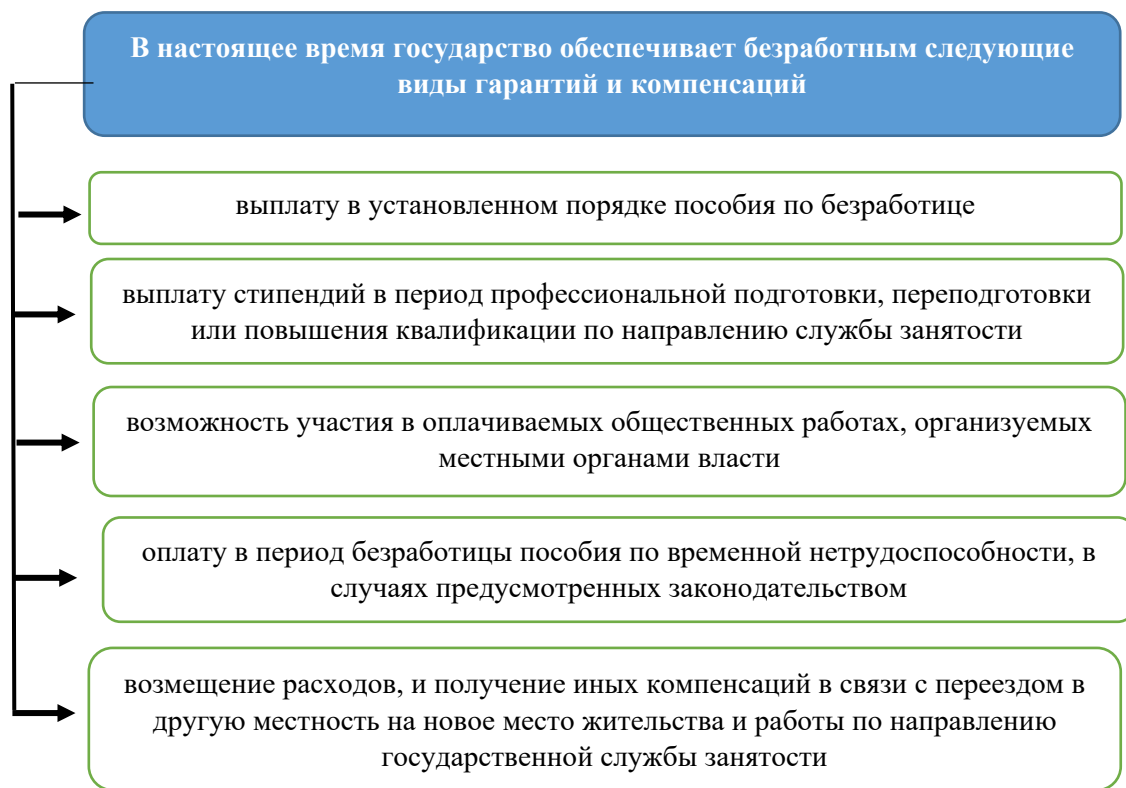 В настоящее время государство обеспечивает безработным следующие
виды гарантий и компенсаций
выплату в установленном порядке пособия по безработице
выплату стипендий в период профессиональной подготовки, переподготовки
или повышения квалификации по направлению службы занятости
возможность участия в оплачиваемых общественных работах, организуемых
местными органами власти
оплату в период безработицы пособия по временной нетрудоспособности, в
случаях предусмотренных законодательством
возмещение расходов, и получение иных компенсаций в связи с переездом в
другую местность на новое место жительства и работы по направлению
государственной службы занятости